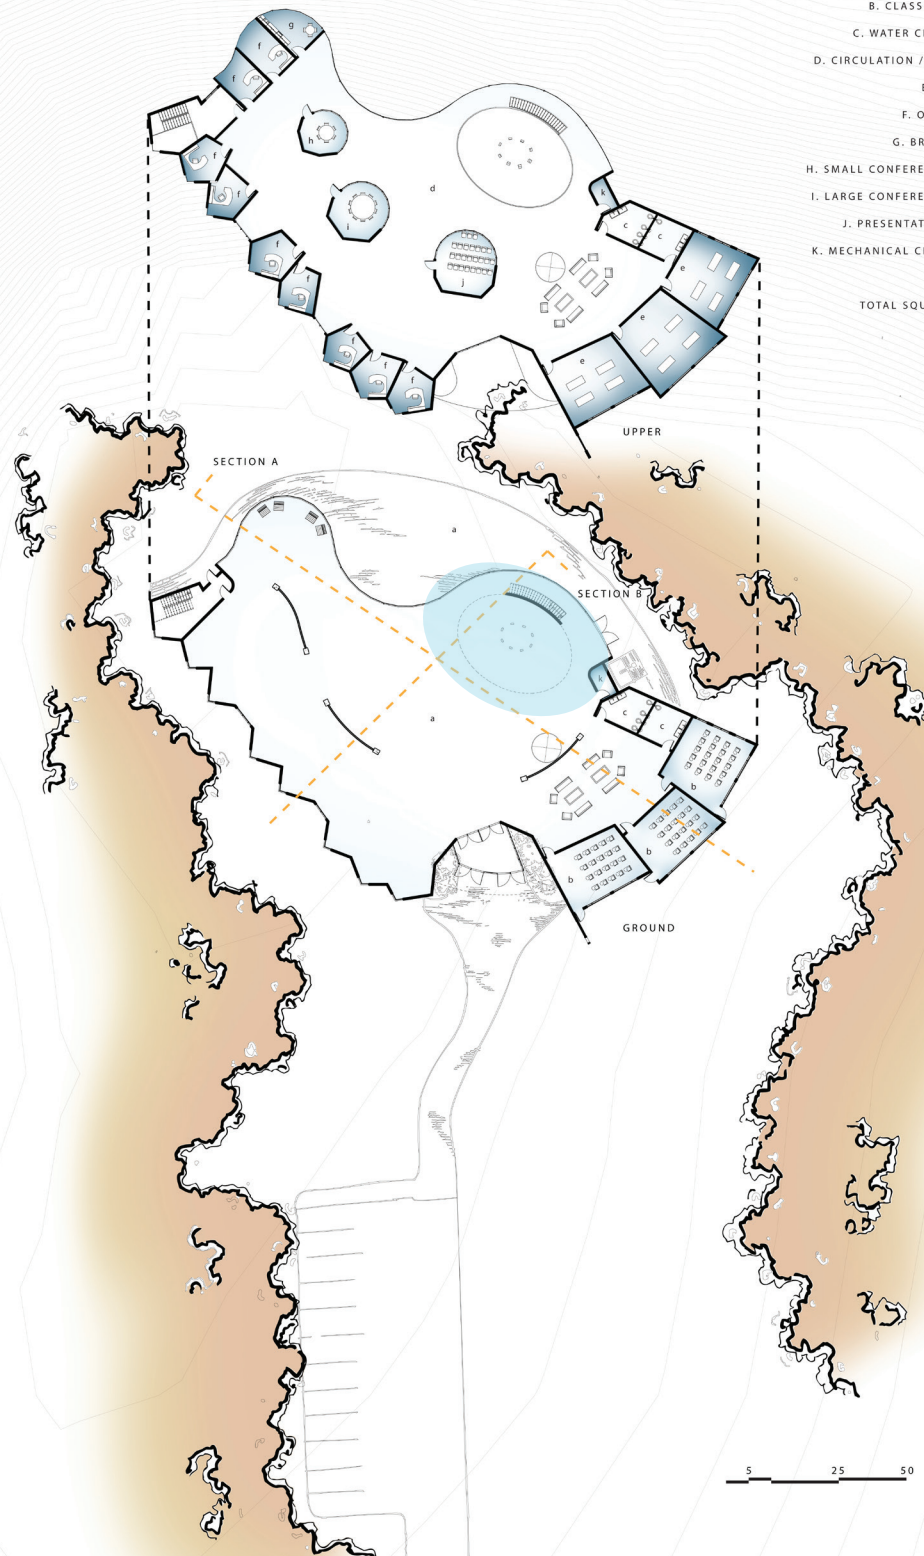 B. CLASS
C. WATER C
D. CIRCULATION /
F. O
G. BR
H. SMALL CONFERE
I. LARGE CONFERE
J. PRESENTAT
K. MECHANICAL C
TOTAL SQU
g
f
f
h
f
f
d
k
i
c
c
f
j
e
f
e
f
e
f
f
UPPER
SECTION A
a
SECTION B
k
c
c
a
b
b
b
GROUND
5 25 50